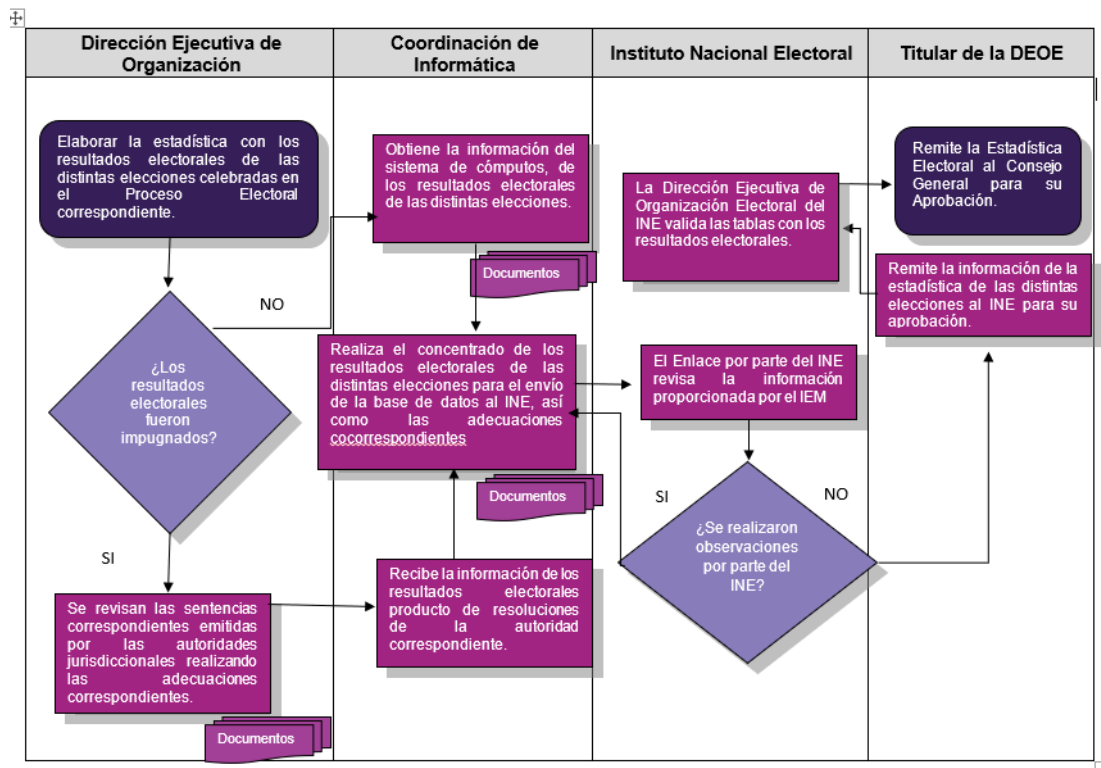 Dirección Ejecutiva de
Organización
Coordinación de
Informática
Instituto Nacional Electoral
Titular de la DEOE
Elaborar la estadística con los
resultados electorales de las
distintas elecciones celebradas en
el Proceso Electoral
correspondiente.
NO
¿Los
resultados
electorales
fueron
impugnados?
SI
Se revisan las sentencias
correspondientes emitidas
por las autoridades
jurisdiccionales realizando
las adecuaciones
correspondientes.
Documentos
Obtiene la información del
sistema de cómputos, de
los resultados electorales
de las distintas elecciones.
Documentos
Realiza el concentrado de los
resultados electorales de las
distintas elecciones para el envío
de la base de datos al INE, así
como las adecuaciones
cocorrespondientes
Documentos
Recibe la información de los
resultados electorales
producto de resoluciones
de la autoridad
correspondiente.
La Dirección Ejecutiva de
Organización Electoral del
INE valida las tablas con los
resultados electorales.
El Enlace por parte del INE
revisa la información
proporcionada por el IEM
SI
NO
¿Se realizaron
observaciones
por parte del
INE?
Remite la Estadística
Electoral al Consejo
General para su
Aprobación.
Remite la información de la
estadística de las distintas
elecciones al INE para su
aprobación.